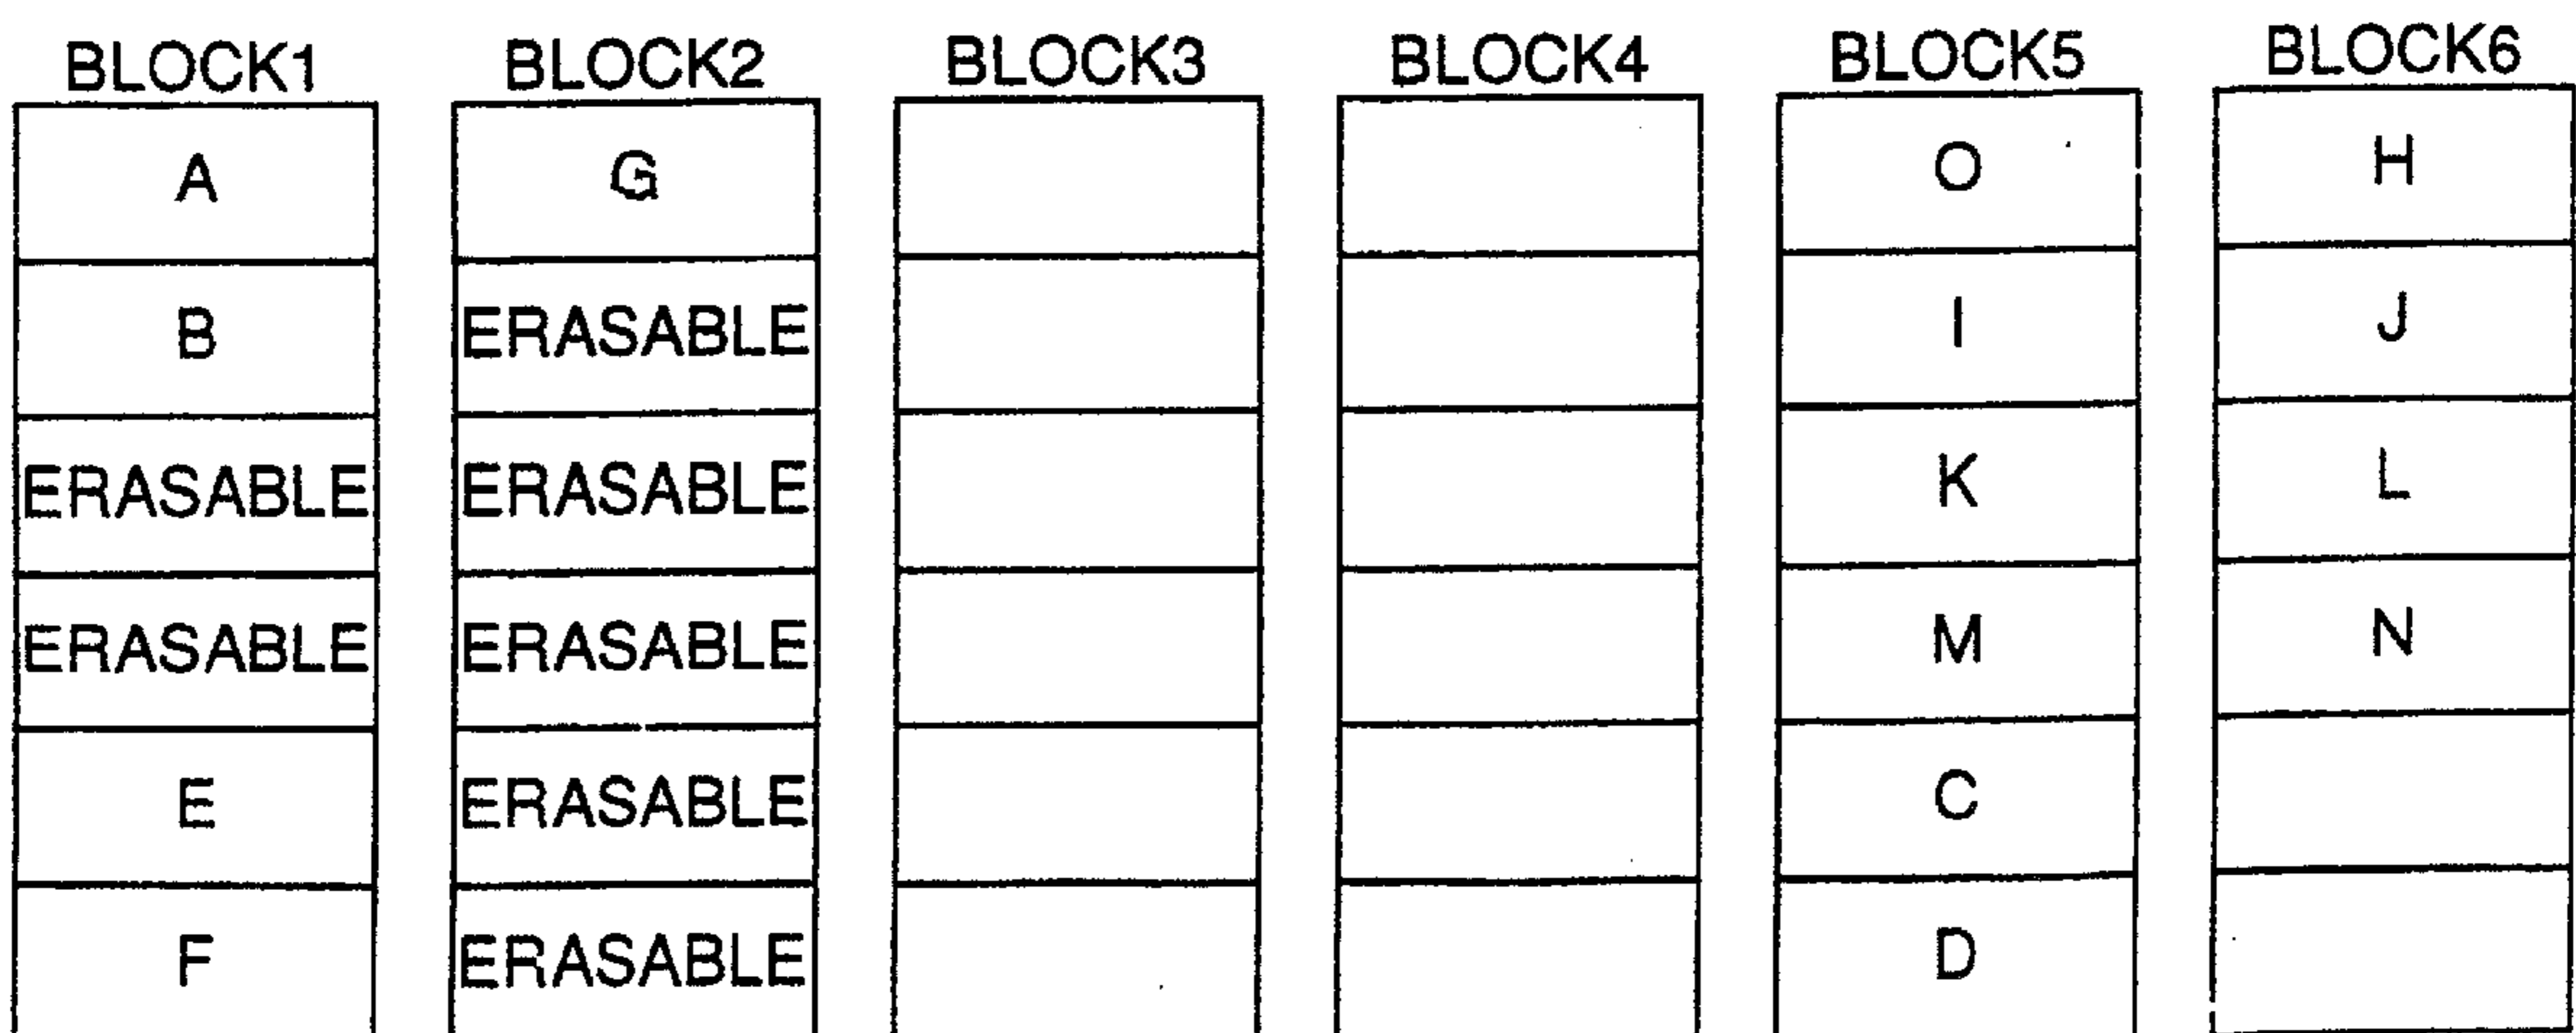 BLOCK1 BLOCK2 BLOCK3 BLOCK4 BLOCK5 BLOCK6
A G O H
B ERASABLE I J
ERASABLE ERASABLE K L
ERASABLE ERASABLE M N
E ERASABLE C
F ERASABLE D